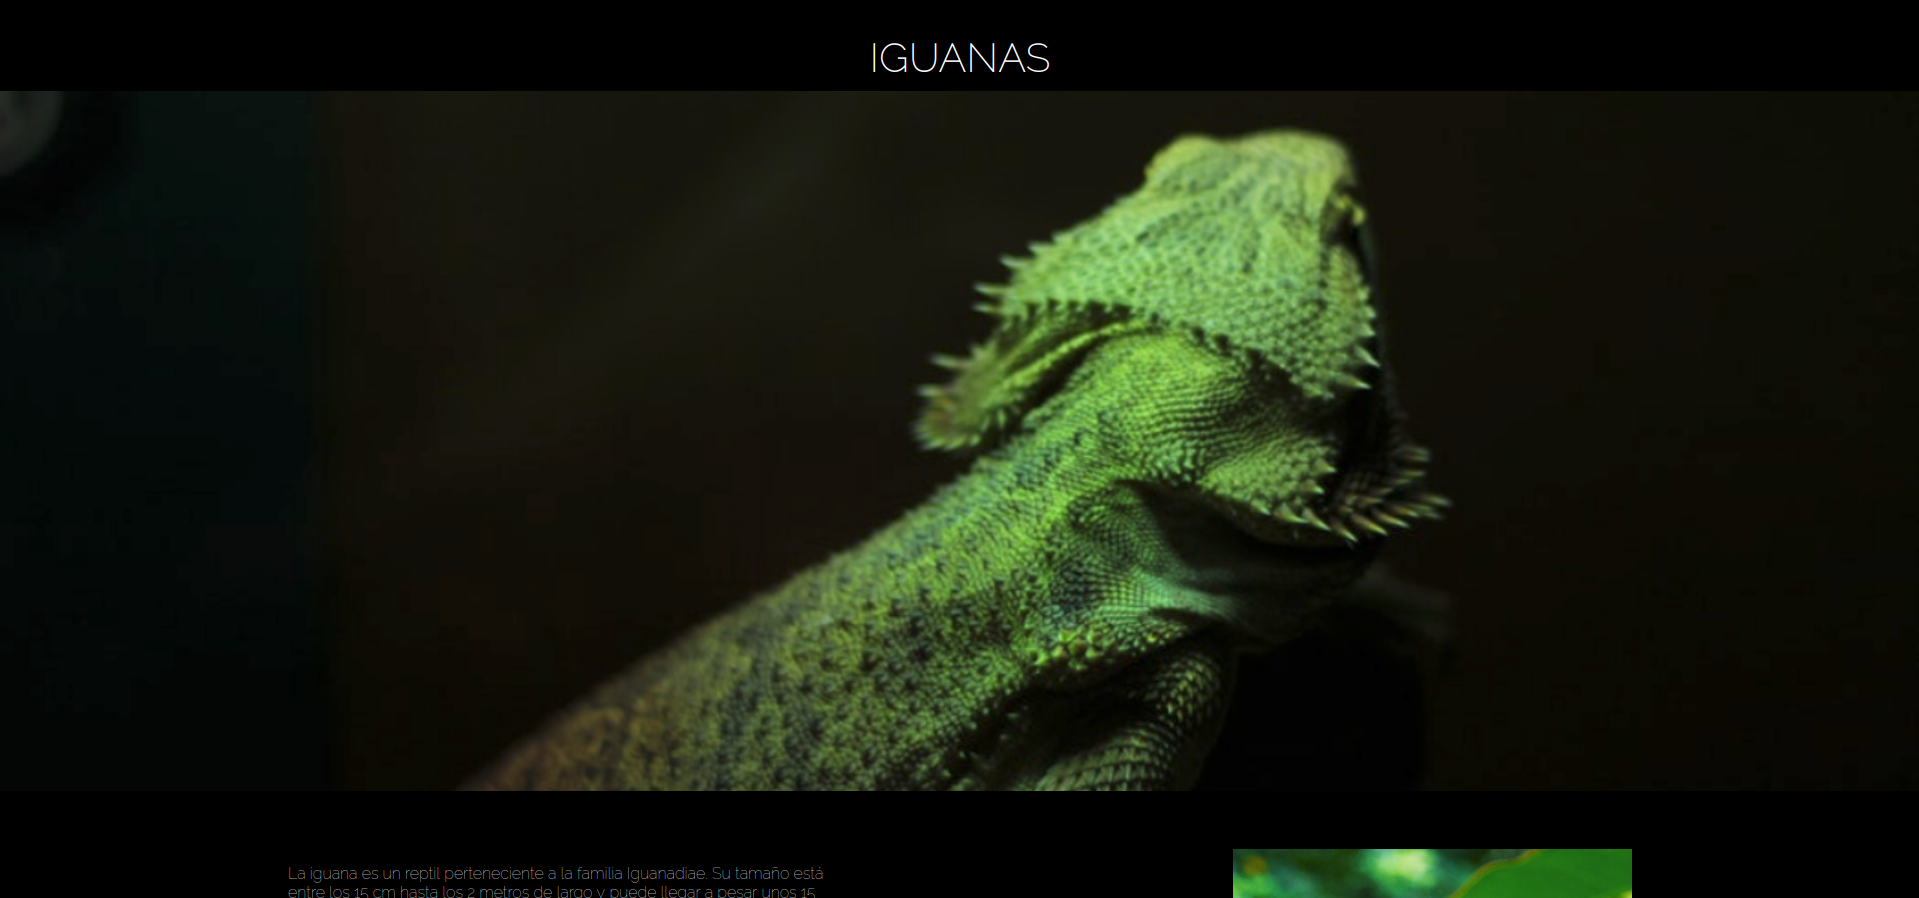 IGUANAS
La iguana es un reptil perteneciente a la familia Iguanadiae. Su tamaño está
entre los 15 cm hasta los 2 metros de largo y puede llegar a pesar unos 15